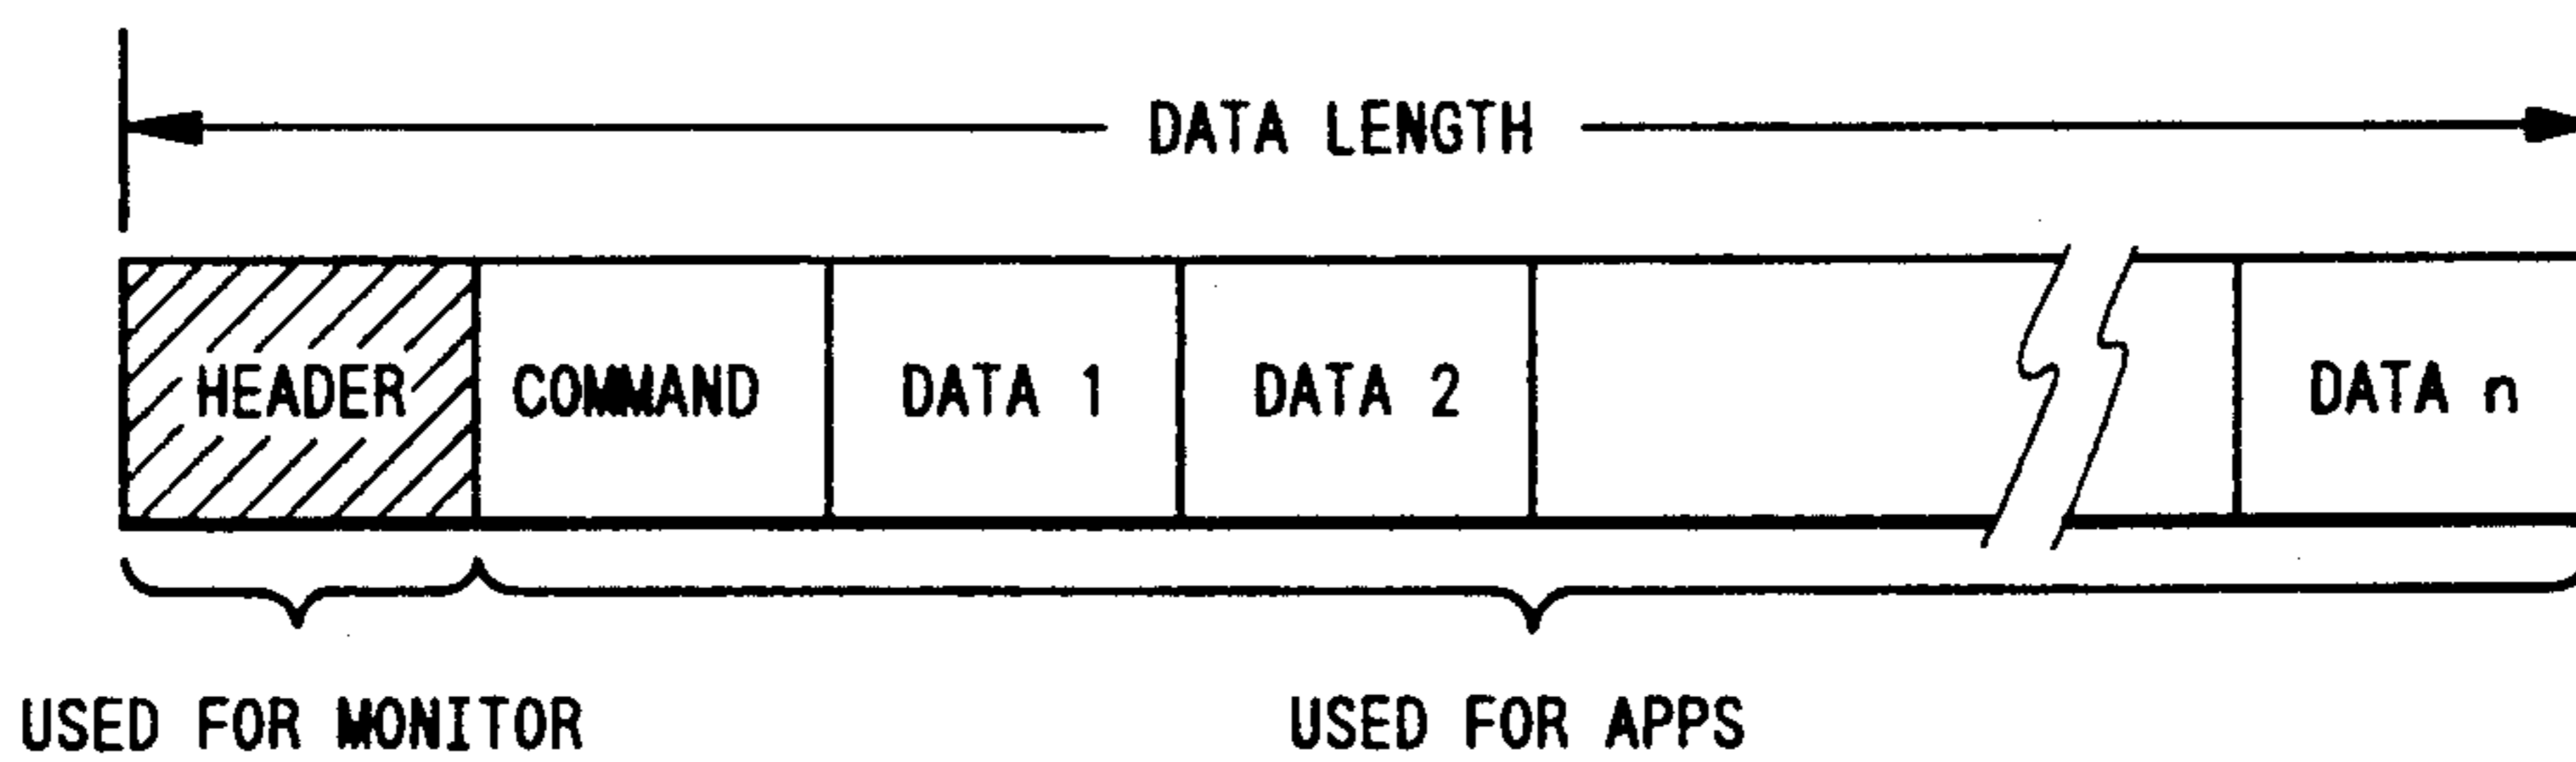 DATA LENGTH
HEADER COMMAND DATA 1 DATA 2 DATA n
USED FOR MONITOR USED FOR APPS